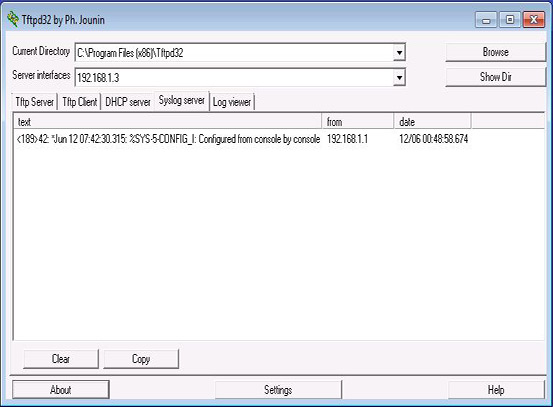 Tftpd32 by Ph. Jounin
Current Directory C:\Program Files (x86)\Tftpd32 Browse
Server interfaces 192.168.1.3 Show Dir
Tftp Server Tftp Client DHCP server Syslog server Log viewer
text from date
<189>42: *Jun 12 07:42:30.315: %SYS-5-CONFIG_I: Configured from console by console 192.168.1.1 12/06 00:48:58.674
Clear Copy
About Settings Help